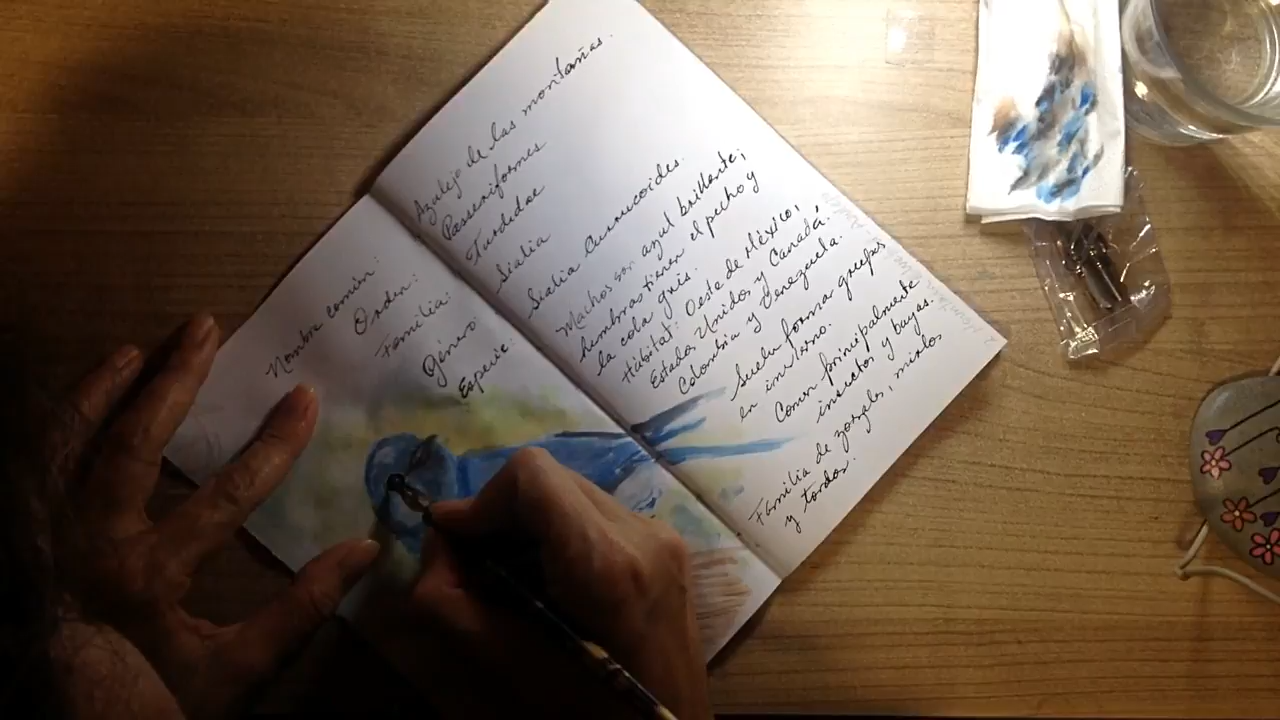 Nombre común: Azulejo de las montañas.
Orden: Passeriformes
Familia: Turdidae
Género: Sialia
Especie: Sialia currucoides.
Machos son azul brillante;
hembras tienen el pecho y
la cola gris.
Hábitat: Oeste de México,
Estados Unidos y Canadá.
Colombia y Venezuela.
Suelen formar grupos
en invierno.
Comen principalmente
insectos y bayas.
Familia de zorzales, mirlos
y tordos.